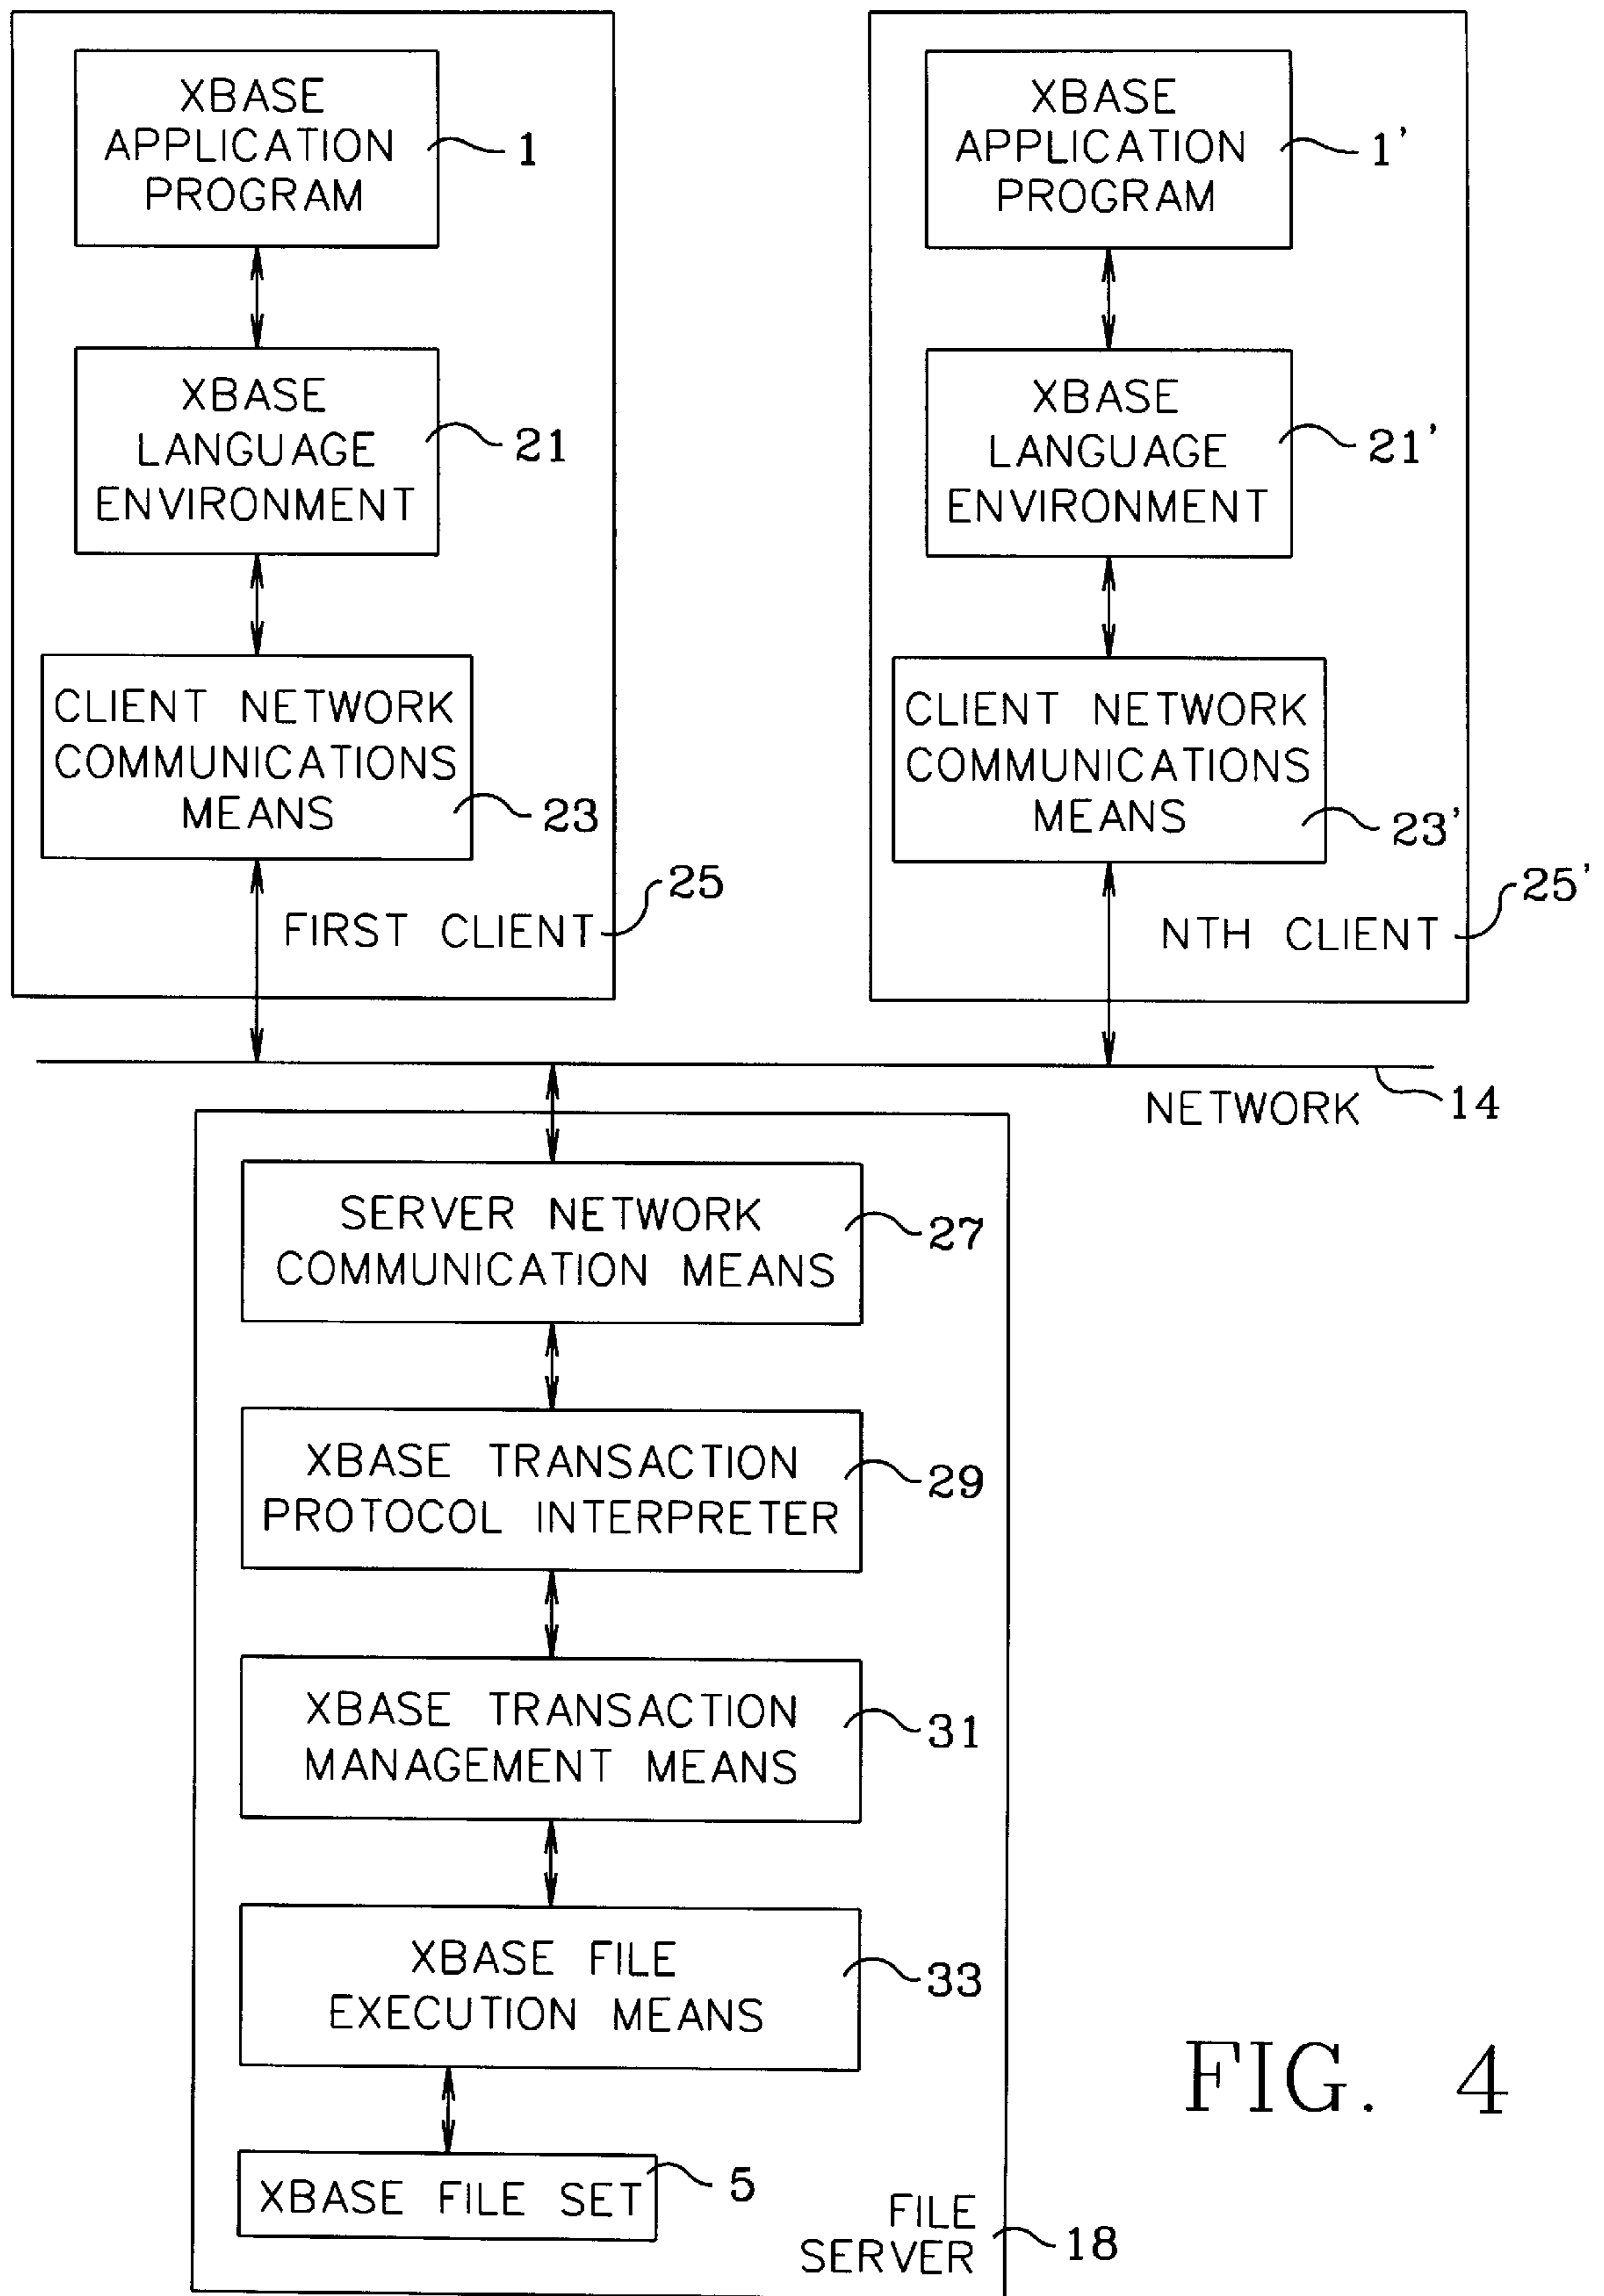 XBASE
APPLICATION
PROGRAM
1
XBASE
LANGUAGE
ENVIRONMENT
21
CLIENT NETWORK
COMMUNICATIONS
MEANS
23
25
FIRST CLIENT
XBASE
APPLICATION
PROGRAM
1'
XBASE
LANGUAGE
ENVIRONMENT
21'
CLIENT NETWORK
COMMUNICATIONS
MEANS
23'
25'
NTH CLIENT
NETWORK
14
SERVER NETWORK
COMMUNICATION MEANS
27
XBASE TRANSACTION
PROTOCOL INTERPRETER
29
XBASE TRANSACTION
MANAGEMENT MEANS
31
XBASE FILE
EXECUTION MEANS
33
XBASE FILE SET
5
FILE
SERVER
18
FIG. 4